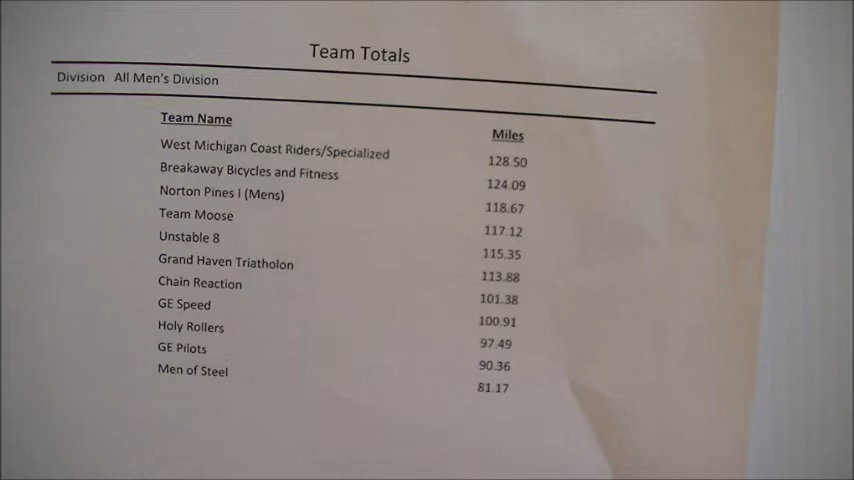 Team Totals
Division All Men's Division
Team Name Miles
West Michigan Coast Riders/Specialized 128.50
Breakaway Bicycles and Fitness 124.09
Norton Pines I (Mens) 118.67
Team Moose 117.12
Unstable 8 115.35
Grand Haven Triatholon 113.88
Chain Reaction 101.38
GE Speed 100.91
Holy Rollers 97.49
GE Pilots 90.36
Men of Steel 81.17